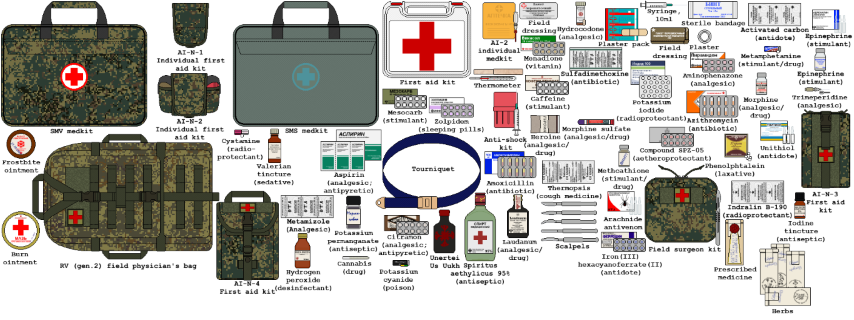 SMV medkit
AI-N-1
Individual first
aid kit
AI-N-2
Individual first
aid kit
SMS medkit
First aid kit
AI-2
individual
medkit
Thermometer
Field
dressing
Monadione
(vitamin)
Hydrocodone
(analgesic)
Plaster pack
Syringe,
10ml
Field
dressing
Sterile bandage
Plaster
Activated carbon
(antidote)
Epinephrine
(stimulant)
Metamphetamine
(stimulant/drug)
Epinephrine
(stimulant)
Sulfadimethoxine
(antibiotic)
Aminophenazone
(analgesic)
Trimeperidine
(analgesic)
Mesocarb
(stimulant)
Zolpidem
(sleeping pills)
Caffeine
(stimulant)
Potassium
iodide
(radioprotector)
Azithromycin
(antibiotic)
Morphine
(analgesic/
drug)
Anti-shock
kit
Heroine
(analgesic/
drug)
Morphine sulfate
(analgesic/drug)
Compound SPZ-05
(aetheroprotectant)
Unithiol
(antidote)
Phenolphtalein
(laxative)
AI-N-3
First aid
kit
Frostbite
ointment
Cystamine
(radio-
protectant)
Valerian
tincture
(sedative)
АСПИРИН
Aspirin
(analgesic;
antipyretic)
Tourniquet
Amoxicillin
(antibiotic)
Thermopsis
(cough medicine)
Methcathione
(stimulant/
drug)
Indralin B-190
(radioprotectant)
Iodine
tincture
(antiseptic)
Burn
ointment
RV (gen.2) field physician's bag
AI-N-4
First aid kit
Metamizole
(Analgesic)
Hydrogen
peroxide
(desinfectant)
Potassium
permanganate
(antiseptic)
Cannabis
(drug)
Citramon
(analgesic;
antipyretic)
Potassium
cyanide
(poison)
Unertei
Us Uukh
Spiritus
aethylicus 95%
(antiseptic)
Laudanum
(analgesic/
drug)
Scalpels
Arachnide
antivenom
Iron(III)
hexacyanoferrate(II)
(antidote)
Field surgeon kit
Prescribed
medicine
Herbs